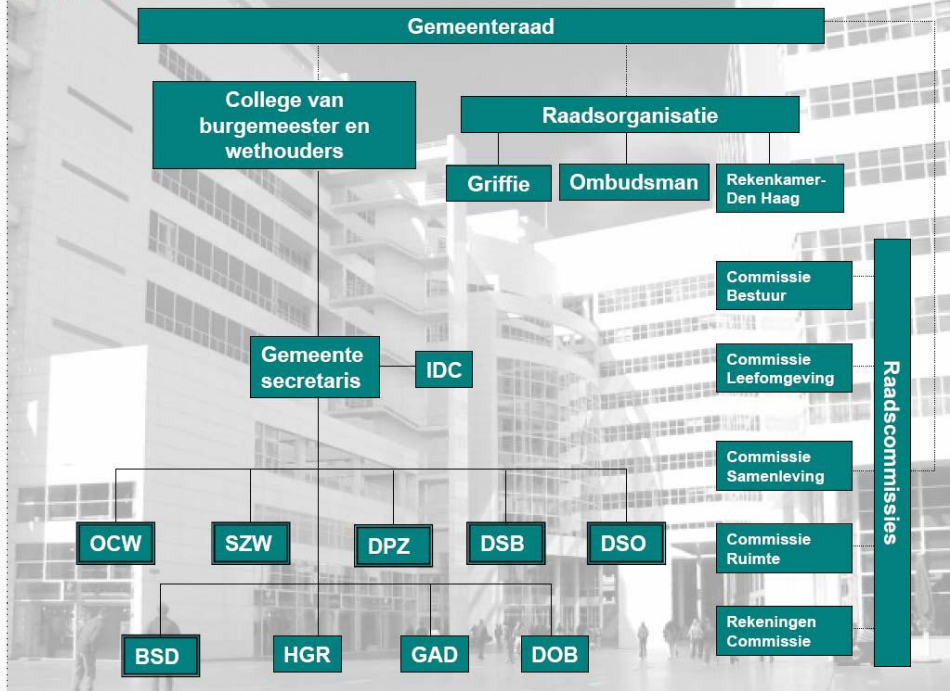 Gemeenteraad
College van
burgemeester en
wethouders
Raadsorganisatie
Griffie
Ombudsman
Rekenkamer-
Den Haag
Commissie
Bestuur
Gemeente
secretaris
IDC
Commissie
Leefomgeving
Raadscommissies
Commissie
Samenleving
OCW
SZW
DPZ
DSB
DSO
Commissie
Ruimte
BSD
HGR
GAD
DOB
Rekeningen
Commissie